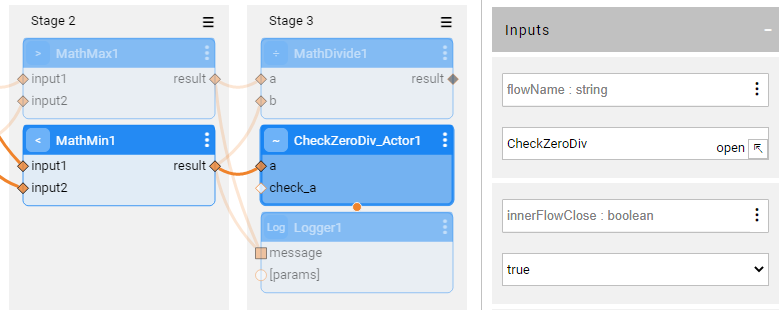 Stage 2
> MathMax1
input1 result
input2
< MathMin1
input1 result
input2
Stage 3
÷ MathDivide1
a result
b
~ CheckZeroDiv_Actor1
a
check_a
Log Logger1
message
[params]
Inputs -
flowName : string
CheckZeroDiv open
innerFlowClose : boolean
true